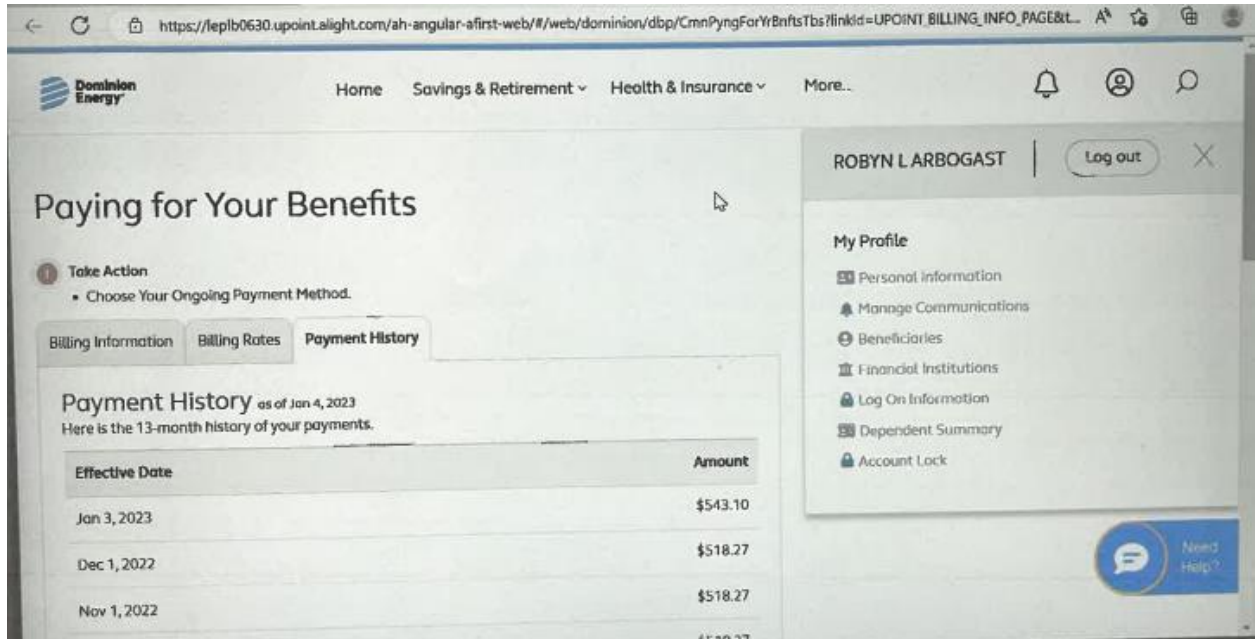 https://leplb0630.upoint.alight.com/ah-angular-afirst-web/#/web/dominion/dbp/CmnPyngForYrBnftsTbs?linkId=UPOINT_BILLING_INFO_PAGE&t...
Dominion
Energy
Home Savings & Retirement Health & Insurance More...
ROBYN L ARBOGAST Log out
Paying for Your Benefits
Take Action
• Choose Your Ongoing Payment Method.
Billing Information Billing Rates Payment History
Payment History as of Jan 4, 2023
Here is the 13-month history of your payments.
Effective Date Amount
Jan 3, 2023 $543.10
Dec 1, 2022 $518.27
Nov 1, 2022 $518.27
My Profile
Personal Information
Manage Communications
Beneficiaries
Financial Institutions
Log On Information
Dependent Summary
Account Lock
Need
Help?